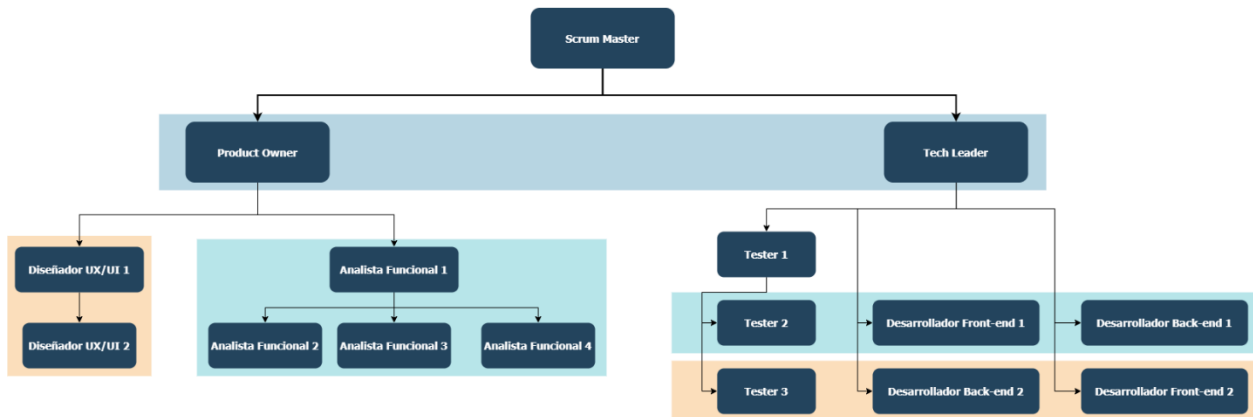 Scrum Master
Product Owner
Tech Leader
Diseñador UX/UI 1
Analista Funcional 1
Tester 1
Diseñador UX/UI 2
Analista Funcional 2
Analista Funcional 3
Analista Funcional 4
Tester 2
Desarrollador Front-end 1
Desarrollador Back-end 1
Tester 3
Desarrollador Back-end 2
Desarrollador Front-end 2